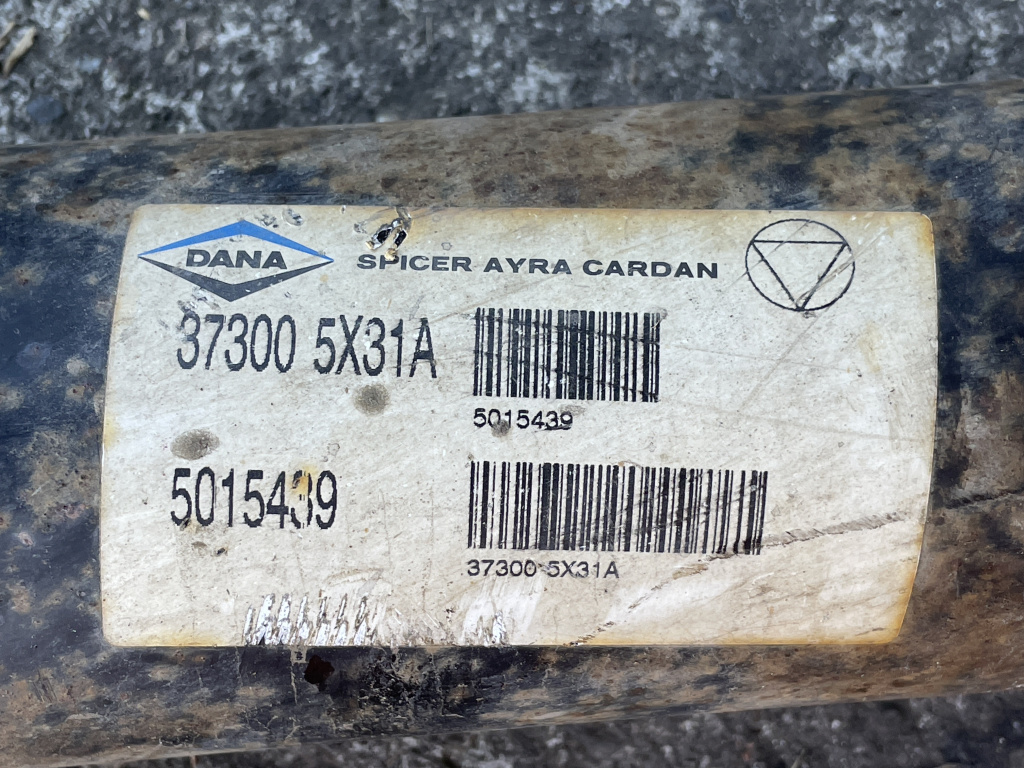 DANA
SPICER AYRA CARDAN
37300 5X31A
5015439
5015439
37300 5X31A